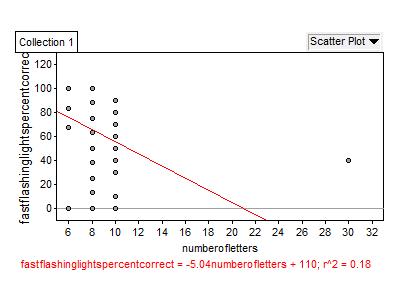 Collection 1
Scatter Plot
fastflashinglightspercentcorrect
120
100
80
60
40
20
0
6 8 10 12 14 16 18 20 22 24 26 28 30 32
numberofletters
fastflashinglightspercentcorrect = -5.04numberofletters + 110; r^2 = 0.18